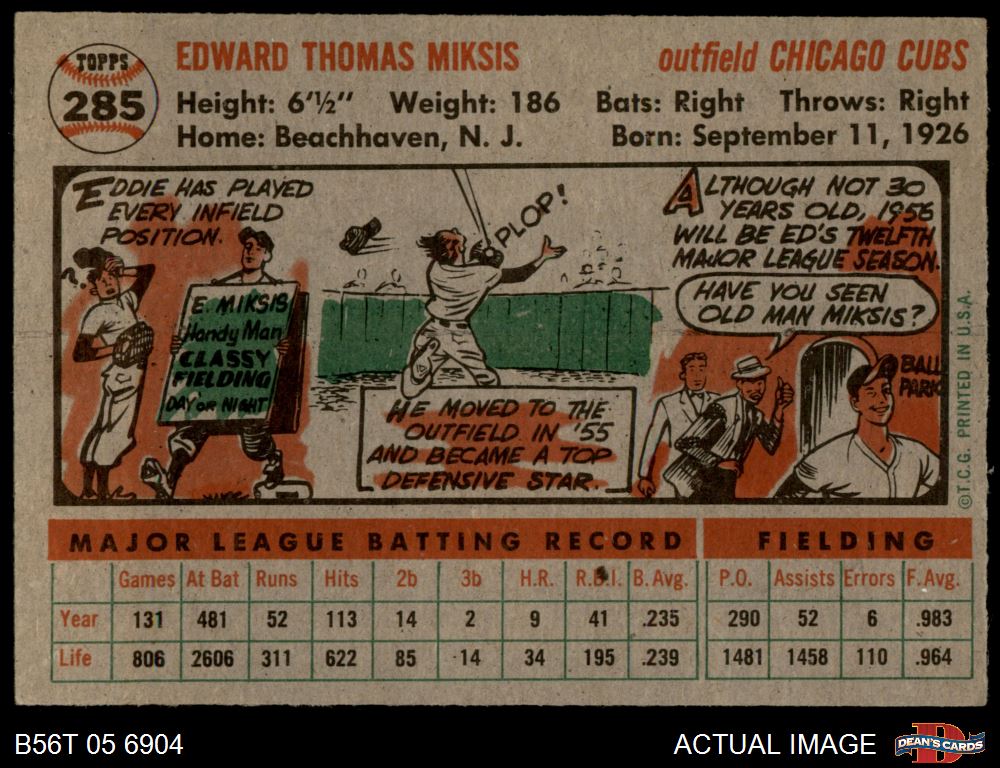 TOPPS
285
EDWARD THOMAS MIKSIS
outfield CHICAGO CUBS
Height: 6'½" Weight: 186 Bats: Right Throws: Right
Home: Beachhaven, N. J. Born: September 11, 1926
EDDIE HAS PLAYED
EVERY INFIELD
POSITION.
?
E. MIKSIS
Handy Man
CLASSY
FIELDING
DAY OR NIGHT
PLOP!
HE MOVED TO THE
OUTFIELD IN '55
AND BECAME A TOP
DEFENSIVE STAR.
ALTHOUGH NOT 30
YEARS OLD, 1956
WILL BE ED'S TWELFTH
MAJOR LEAGUE SEASON.
HAVE YOU SEEN
OLD MAN MIKSIS?
BALL
PARK
©T.C.G. PRINTED IN U.S.A.
MAJOR LEAGUE BATTING RECORD FIELDING
Games At Bat Runs Hits 2b 3b H.R. R.B.I. B. Avg. P.O. Assists Errors F. Avg.
Year 131 481 52 113 14 2 9 41 .235 290 52 6 .983
Life 806 2606 311 622 85 14 34 195 .239 1481 1458 110 .964
B56T 05 6904
ACTUAL IMAGE
DEAN'S CARDS